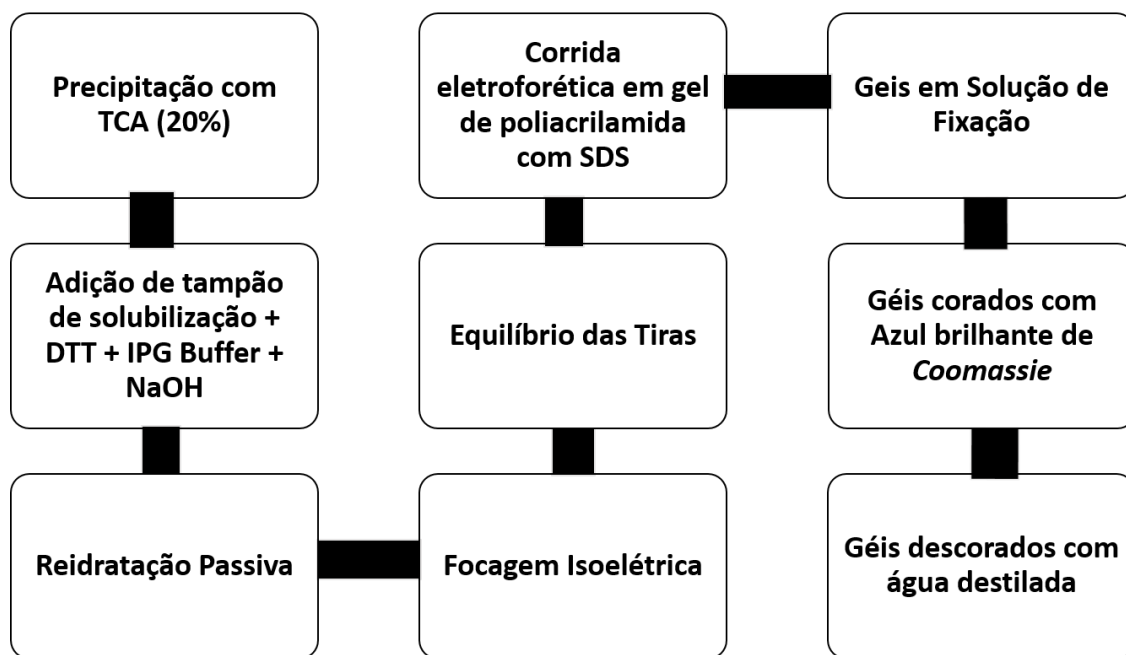 Precipitação com
TCA (20%)
Adição de tampão
de solubilização +
DTT + IPG Buffer +
NaOH
Reidratação Passiva
Focagem Isoelétrica
Equilíbrio das Tiras
Corrida
eletroforética em gel
de poliacrilamida
com SDS
Geis em Solução de
Fixação
Géis corados com
Azul brilhante de
Coomassie
Géis descorados com
água destilada